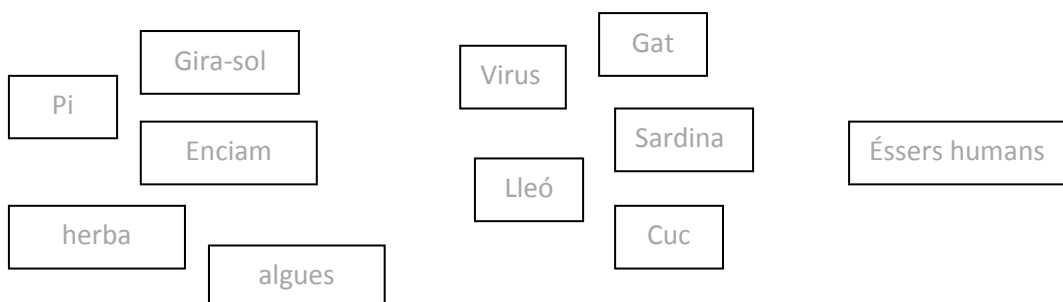 Gira-sol
Pi
Enciam
herba
algues
Gat
Virus
Sardina
Lleó
Cuc
Éssers humans